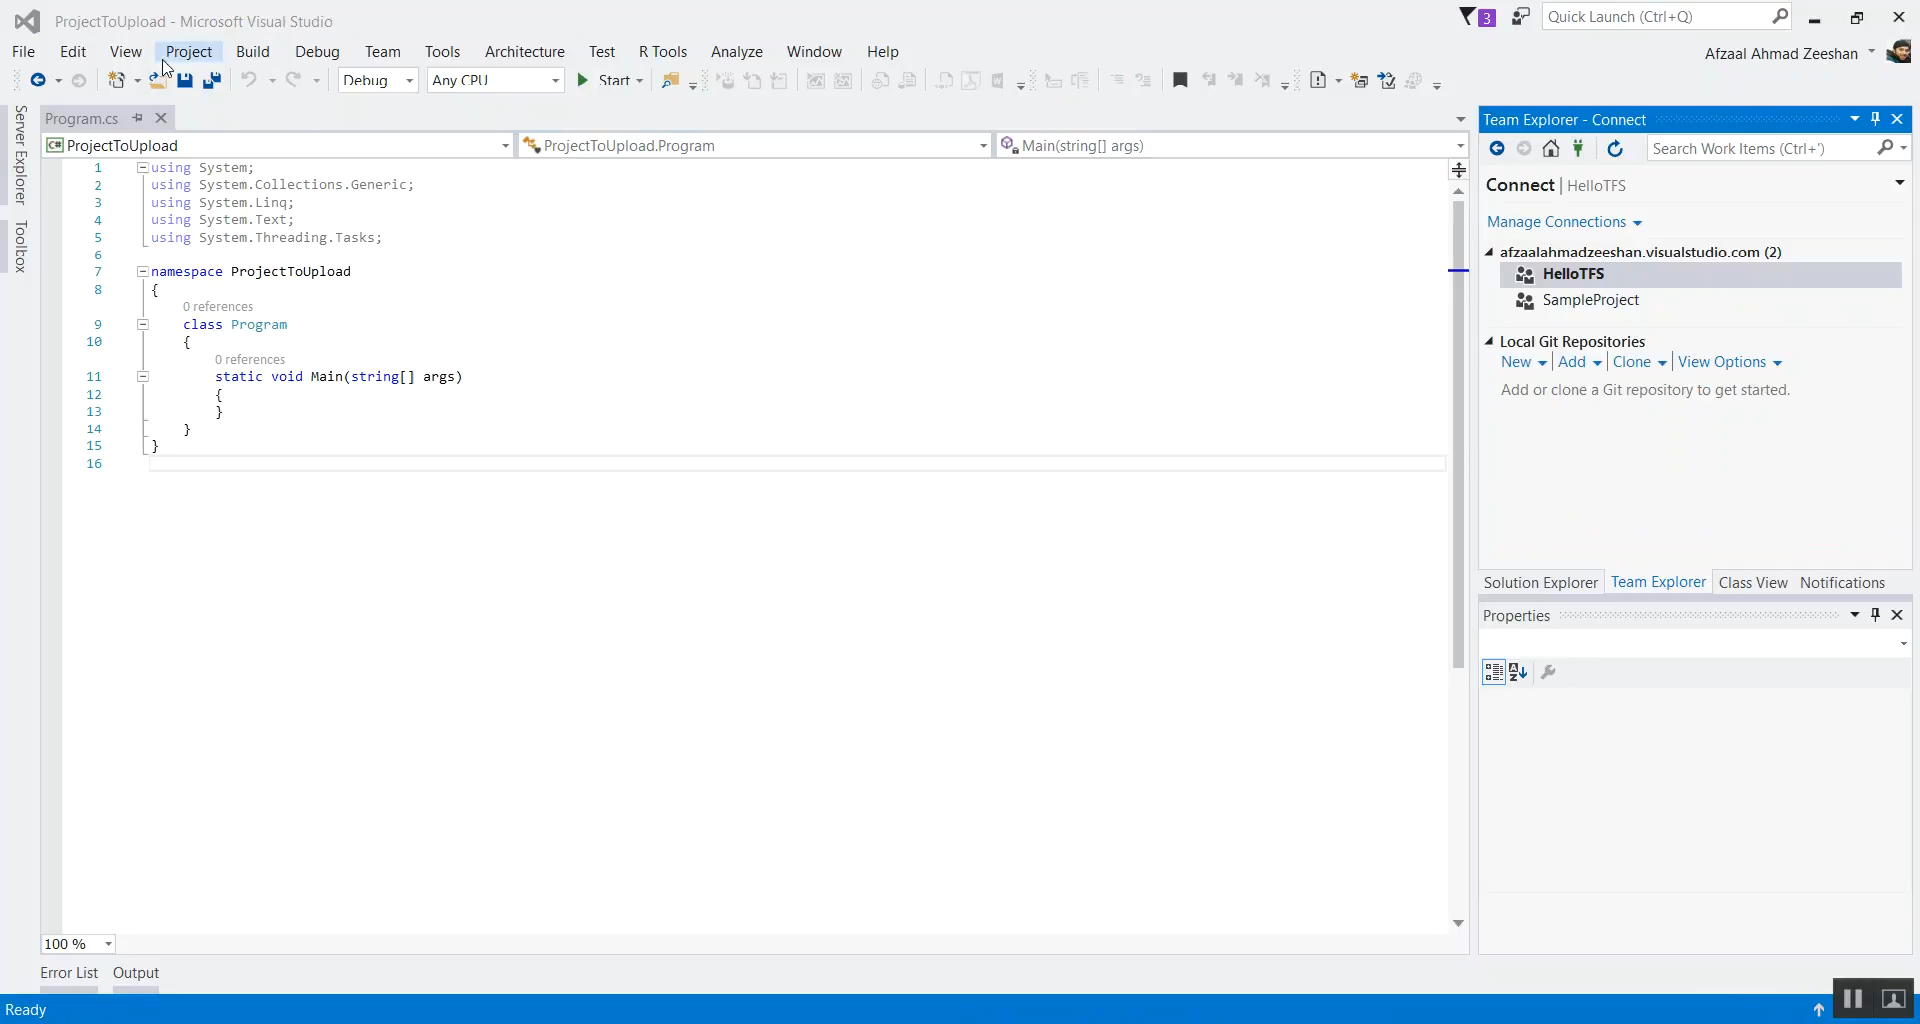 ProjectToUpload - Microsoft Visual Studio
3
Quick Launch (Ctrl+Q)
File Edit View Project Build Debug Team Tools Architecture Test R Tools Analyze Window Help
Afzaal Ahmad Zeeshan
Debug Any CPU Start
Server Explorer
Toolbox
Program.cs
ProjectToUpload ProjectToUpload.Program Main(string[] args)
1 using System;
2 using System.Collections.Generic;
3 using System.Linq;
4 using System.Text;
5 using System.Threading.Tasks;
6
7 namespace ProjectToUpload
8 {
0 references
9 class Program
10 {
0 references
11 static void Main(string[] args)
12 {
13 }
14 }
15 }
16
100 %
Error List Output
Ready
Team Explorer - Connect
Search Work Items (Ctrl+')
Connect | HelloTFS
Manage Connections
afzaalahmadzeeshan.visualstudio.com (2)
HelloTFS
SampleProject
Local Git Repositories
New | Add | Clone | View Options
Add or clone a Git repository to get started.
Solution Explorer Team Explorer Class View Notifications
Properties